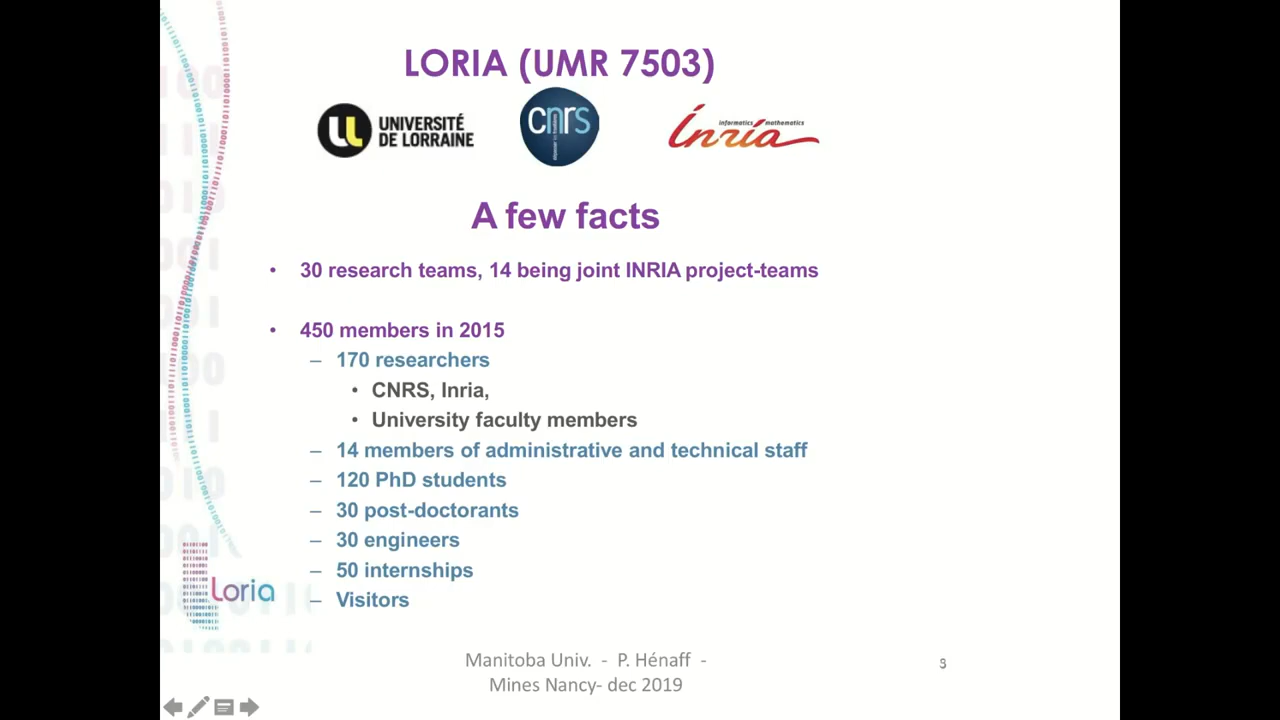 LORIA (UMR 7503)
UNIVERSITÉ
DE LORRAINE
cnrs
informatics mathematics
Inría
A few facts
• 30 research teams, 14 being joint INRIA project-teams
• 450 members in 2015
– 170 researchers
• CNRS, Inria,
• University faculty members
– 14 members of administrative and technical staff
– 120 PhD students
– 30 post-doctorants
– 30 engineers
– 50 internships
– Visitors
Loria
Manitoba Univ. - P. Hénaff -
Mines Nancy- dec 2019